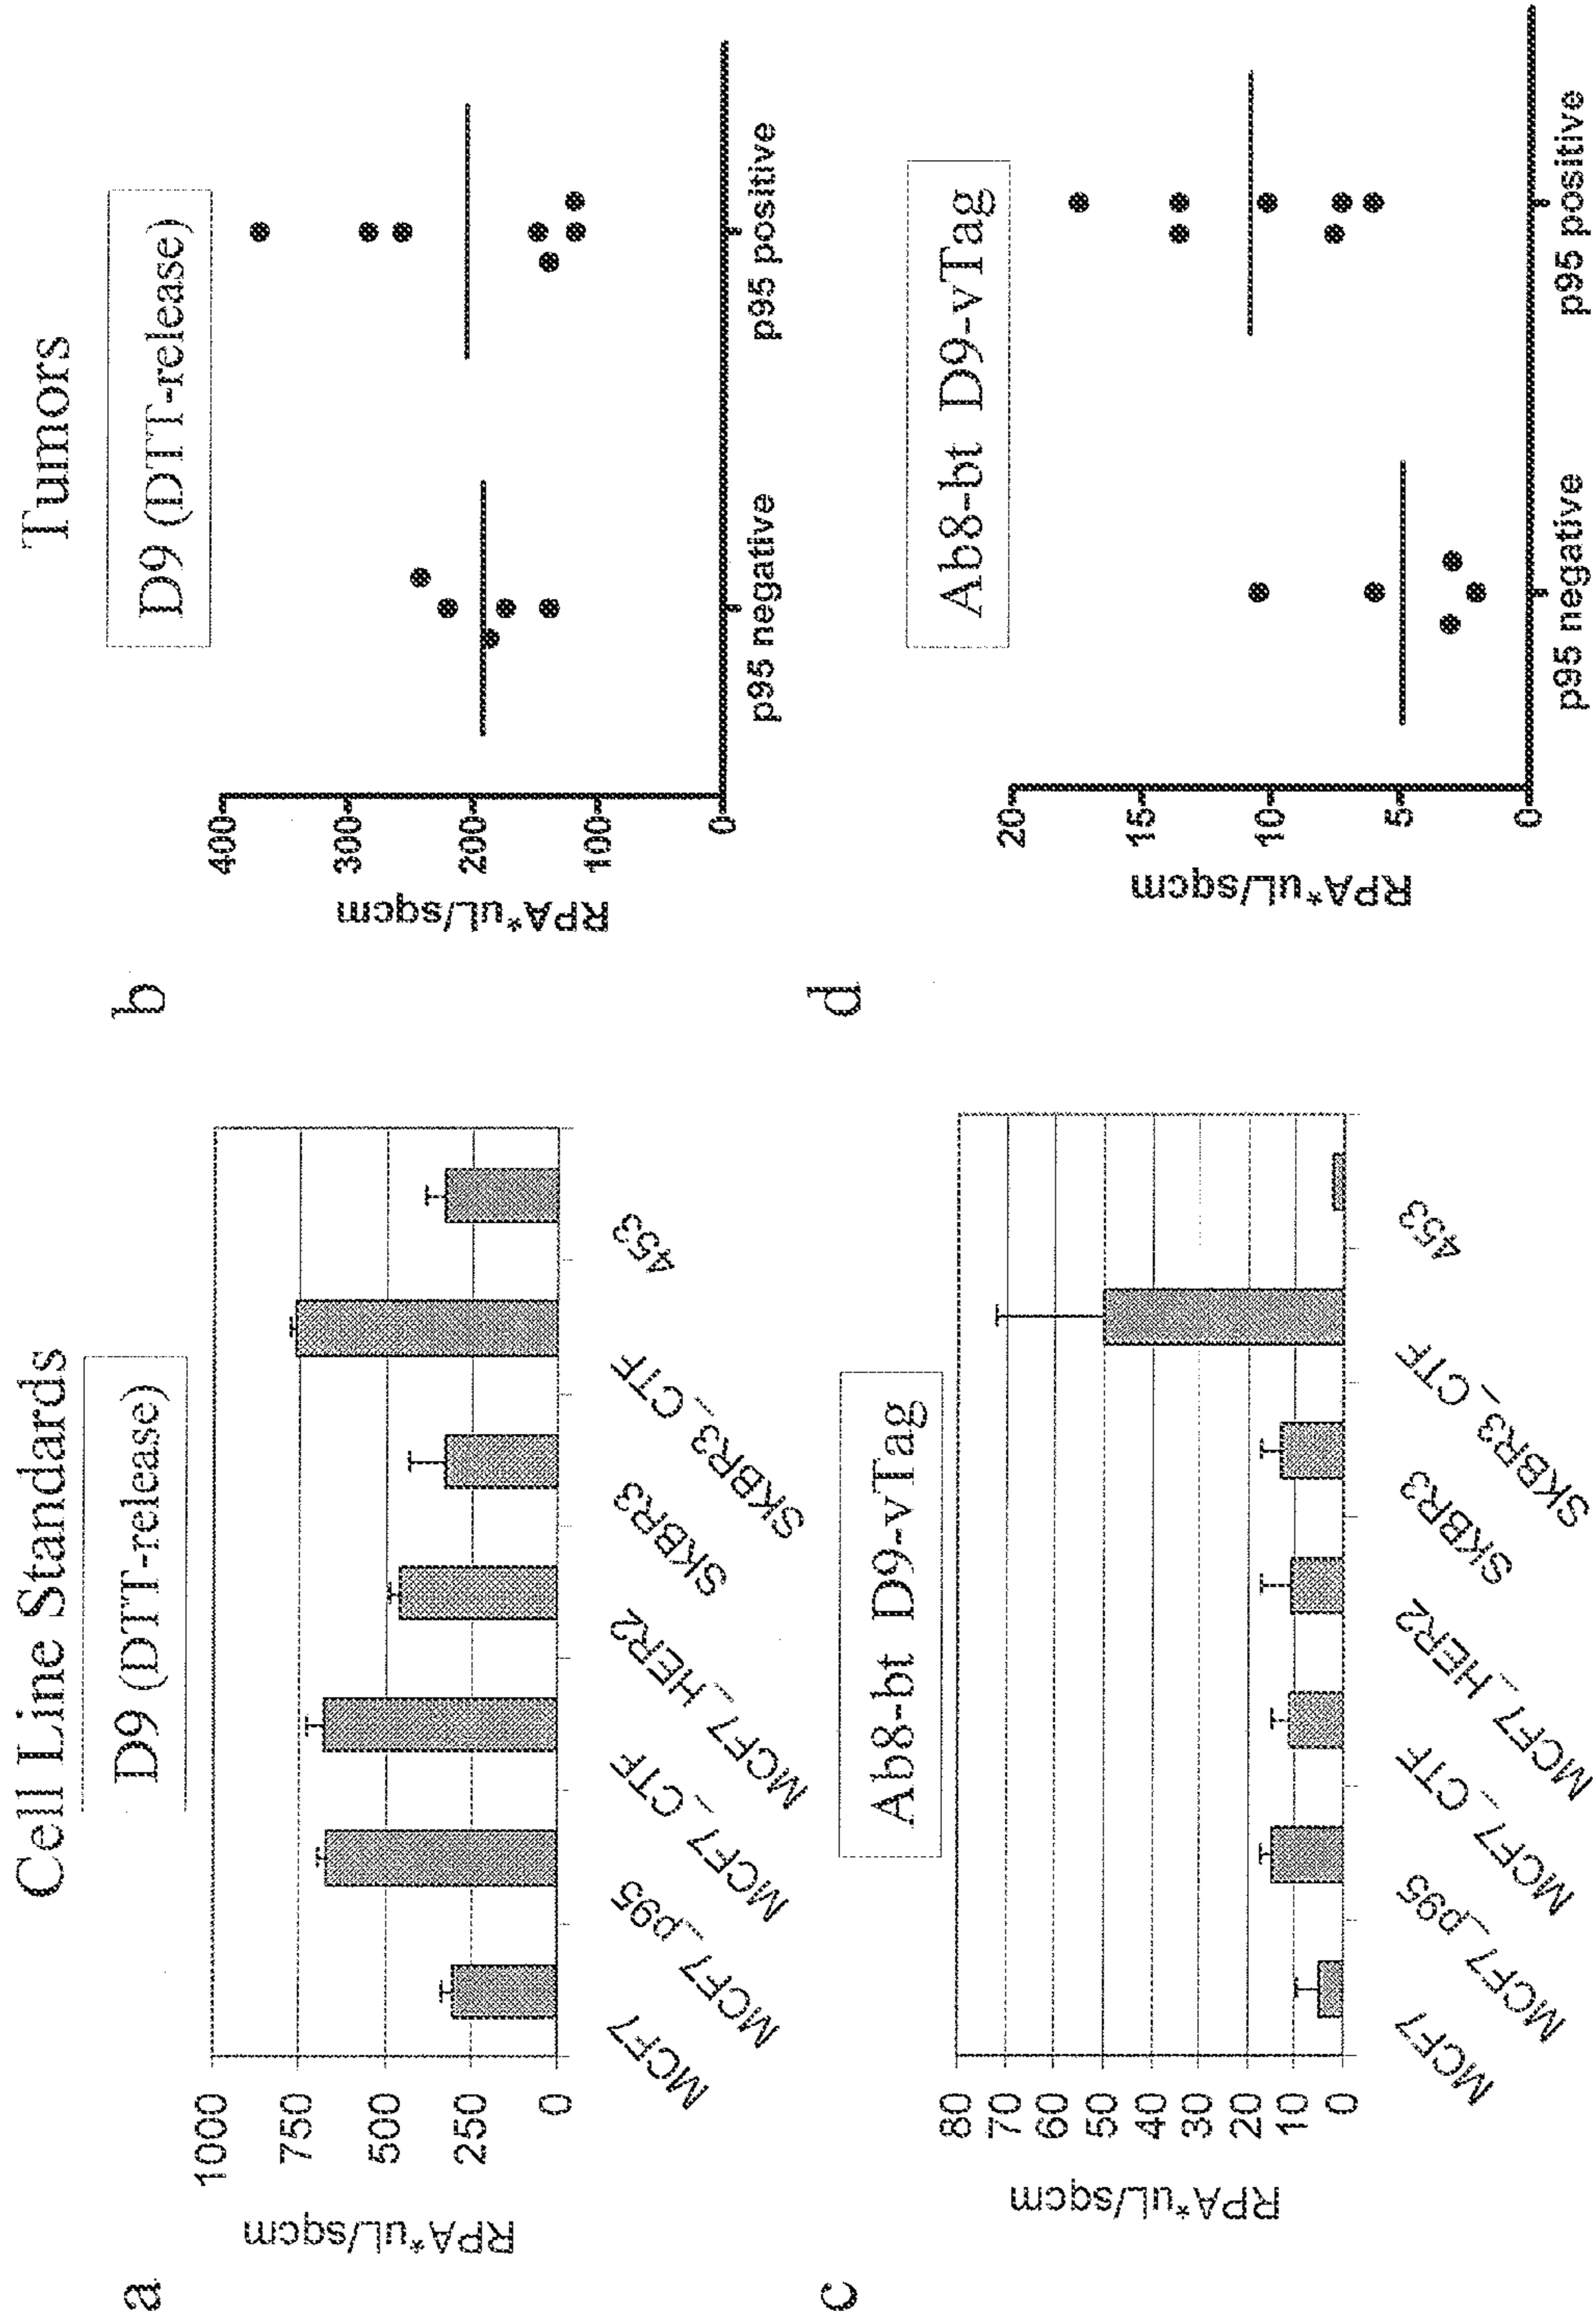 Cell Line Standards
Tumors
a
D9 (DTT-release)
RPA*uL/sqcm
1000
750
500
250
0
MCF7
MCF7_p95
MCF7_CTF
MCF7_HER2
SKBR3
SKBR3_CTF
453
b
D9 (DTT-release)
RPA*uL/sqcm
400
300
200
100
0
p95 negative
p95 positive
c
Ab8-bt D9-vTag
RPA*uL/sqcm
80
70
60
50
40
30
20
10
0
MCF7
MCF7_p95
MCF7_CTF
MCF7_HER2
SKBR3
SKBR3_CTF
453
d
Ab8-bt D9-vTag
RPA*uL/sqcm
20
15
10
5
0
p95 negative
p95 positive